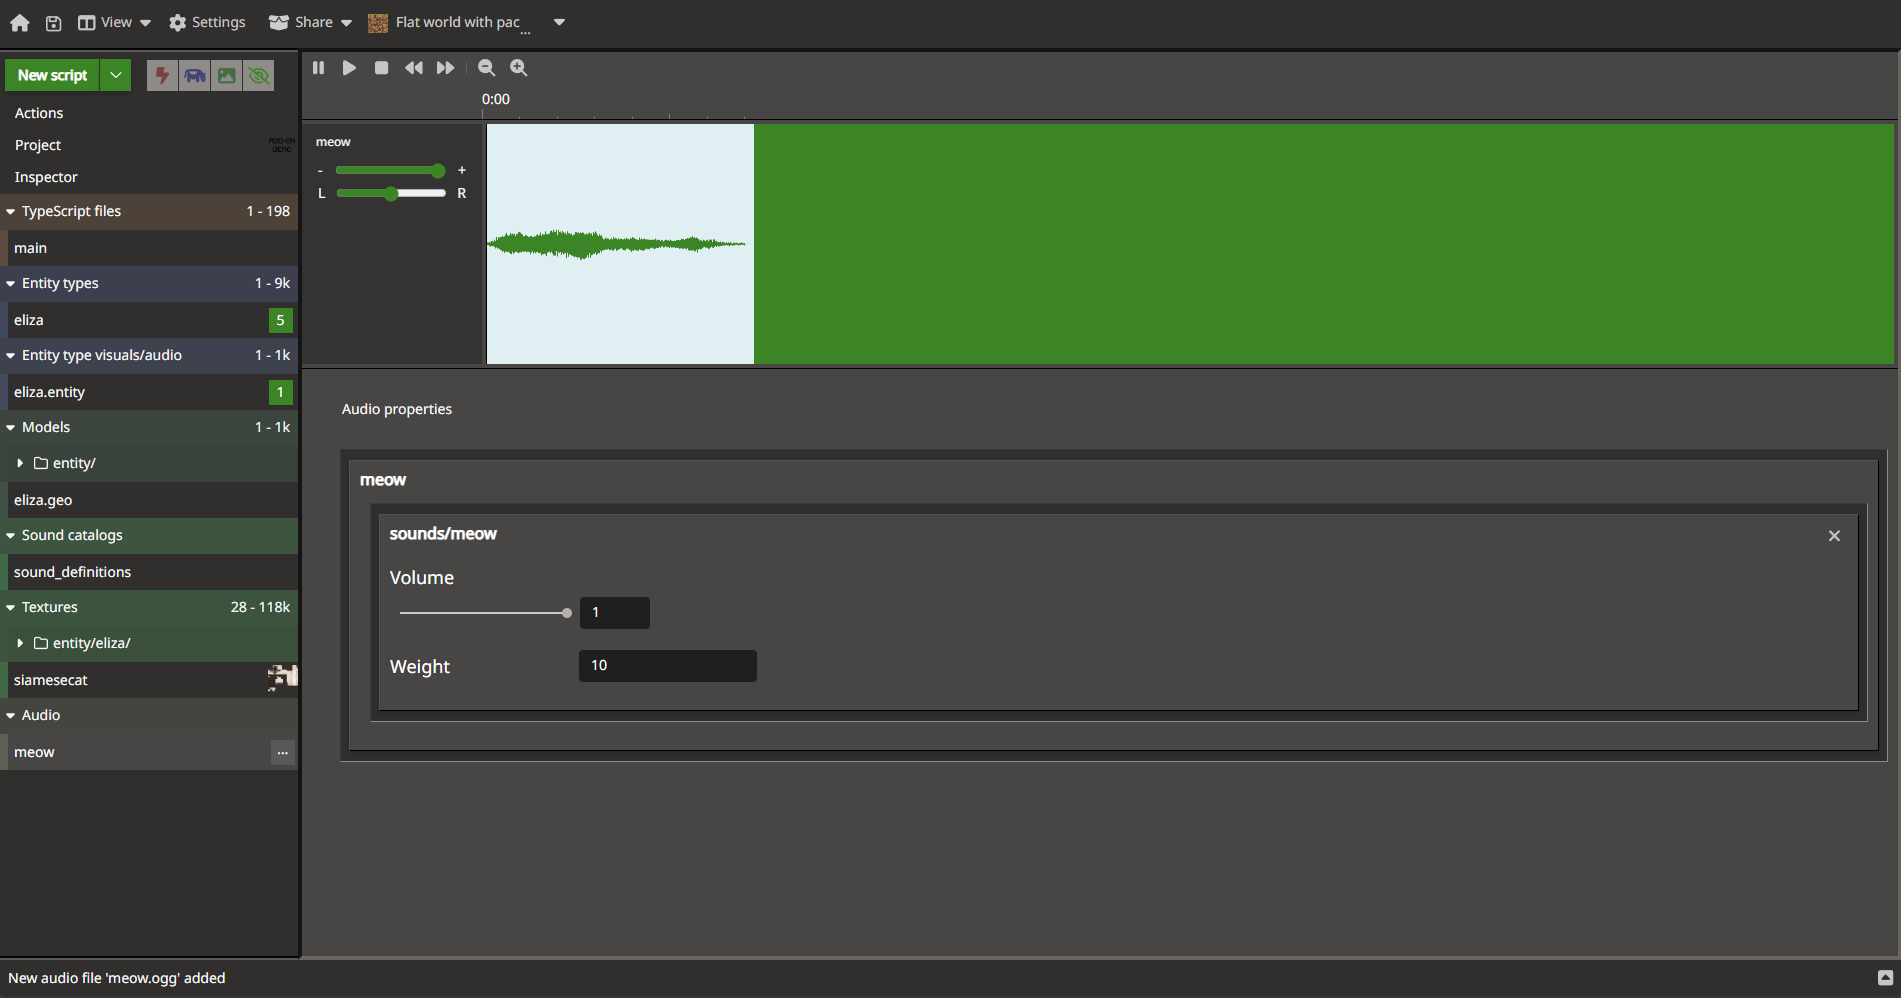 View
Settings
Share
Flat world with pac...
New script
Actions
Project
ADD-ON
DEMO
Inspector
TypeScript files 1 - 198
main
Entity types 1 - 9k
eliza 5
Entity type visuals/audio 1 - 1k
eliza.entity 1
Models 1 - 1k
entity/
eliza.geo
Sound catalogs
sound_definitions
Textures 28 - 118k
entity/eliza/
siamesecat
Audio
meow ...
0:00
meow
- +
L R
Audio properties
meow
sounds/meow
Volume
1
Weight 10
New audio file 'meow.ogg' added